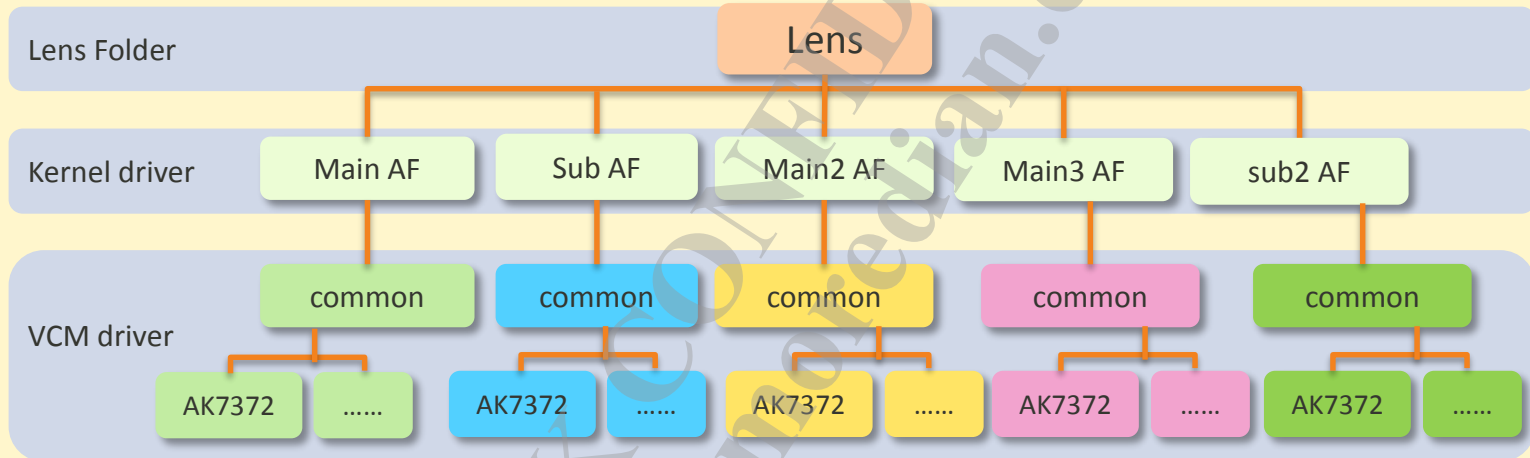 Lens Folder
Lens
Kernel driver
Main AF
Sub AF
Main2 AF
Main3 AF
sub2 AF
VCM driver
common
common
common
common
common
AK7372
......
AK7372
......
AK7372
......
AK7372
......
AK7372
......